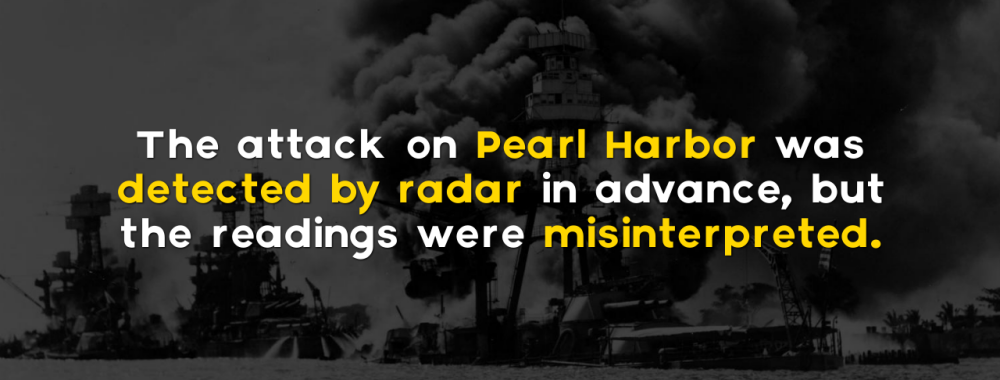 The attack on Pearl Harbor was
detected by radar in advance, but
the readings were misinterpreted.